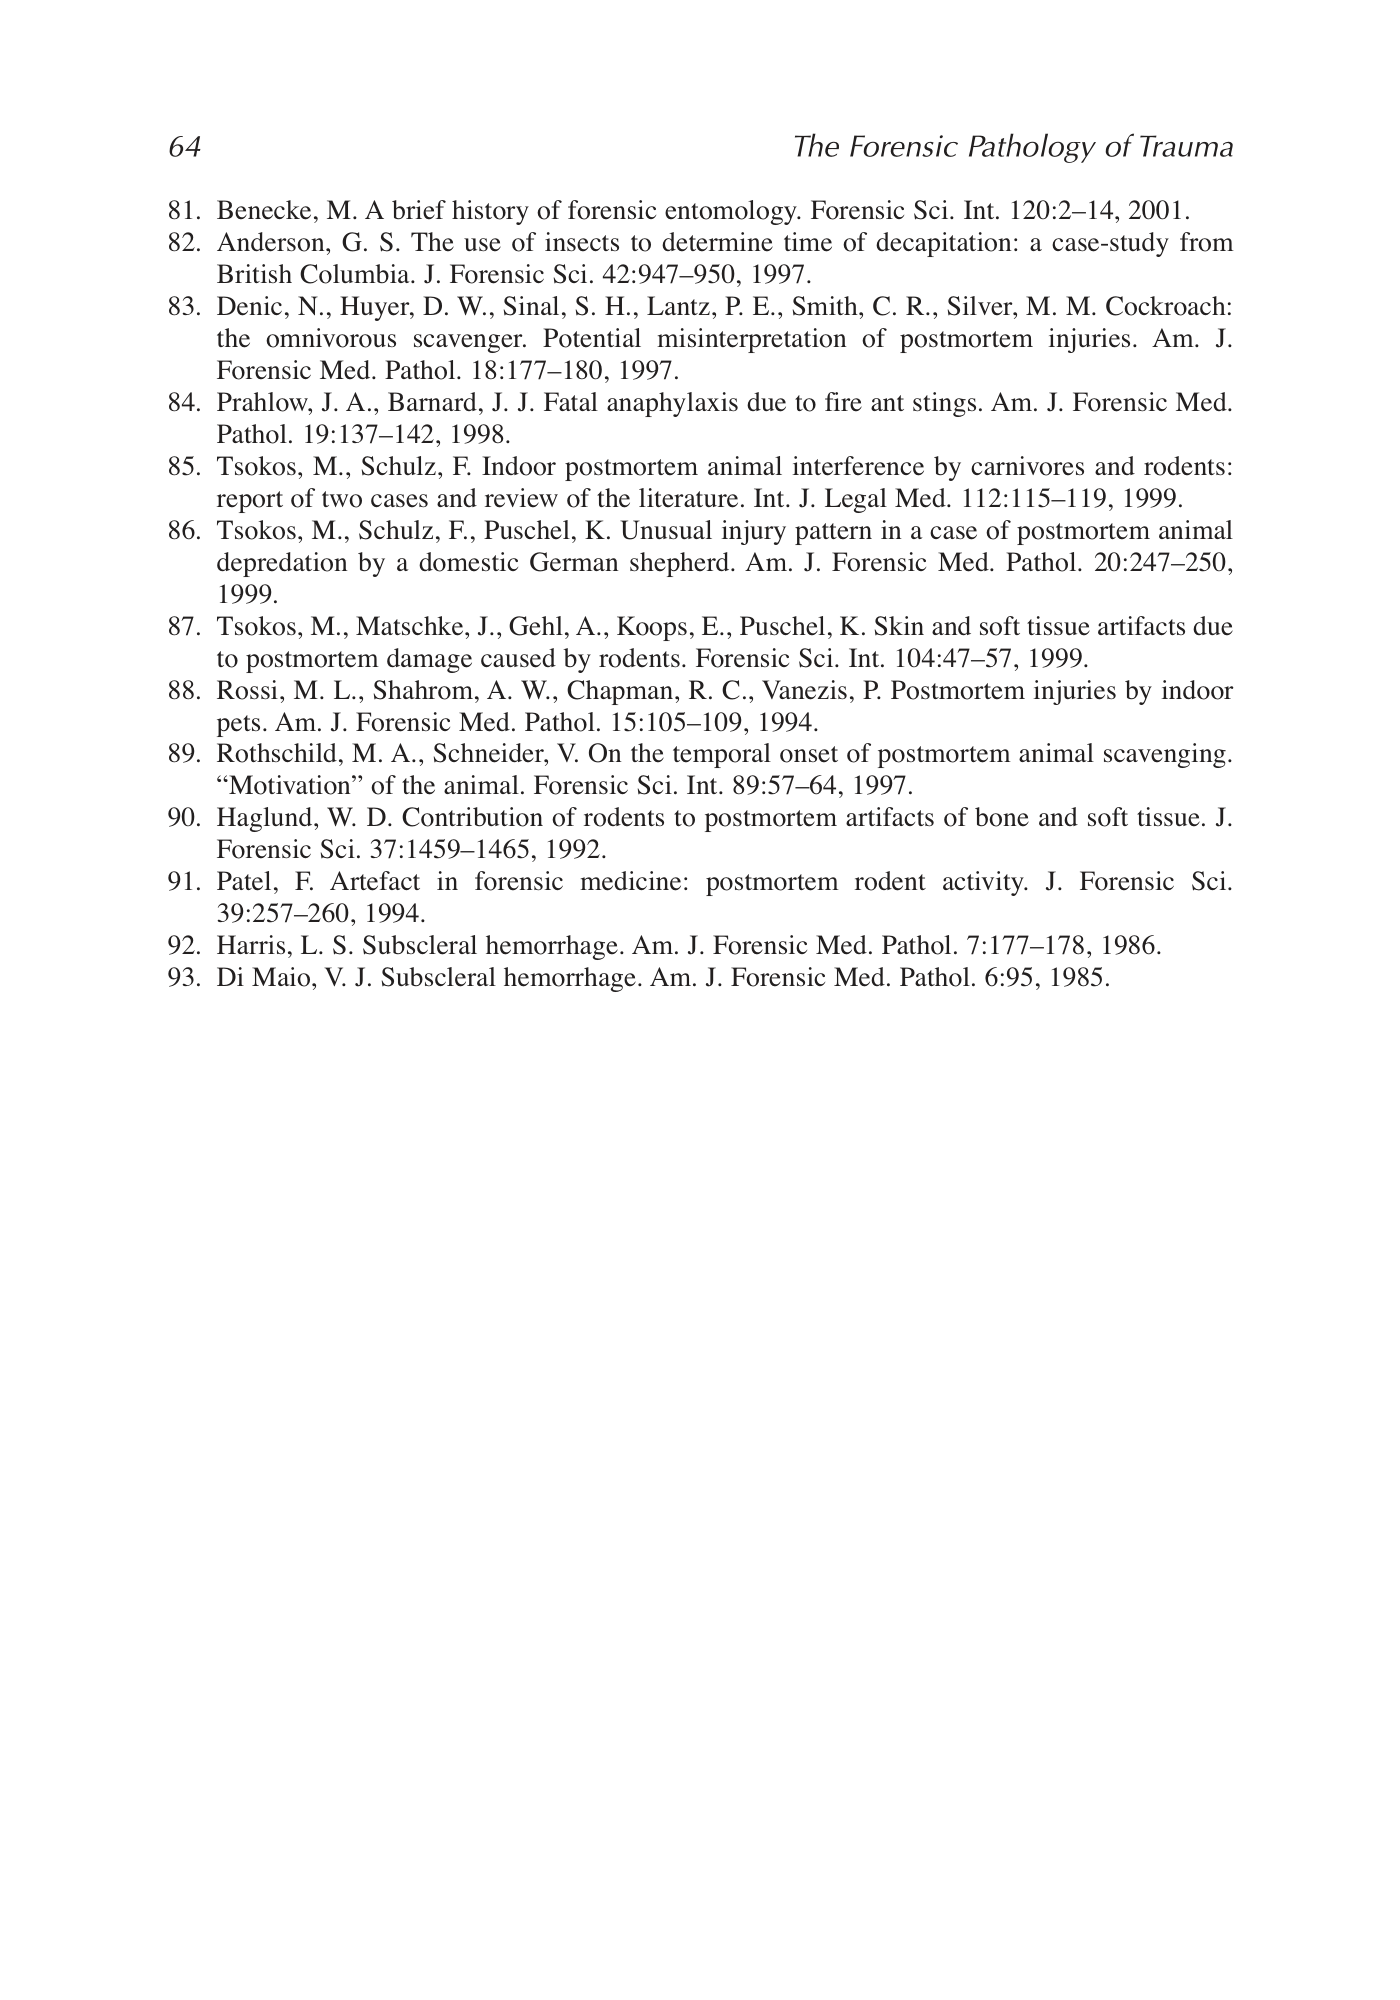 64 The Forensic Pathology of Trauma
81. Benecke, M. A brief history of forensic entomology. Forensic Sci. Int. 120:2–14, 2001.
82. Anderson, G. S. The use of insects to determine time of decapitation: a case-study from
British Columbia. J. Forensic Sci. 42:947–950, 1997.
83. Denic, N., Huyer, D. W., Sinal, S. H., Lantz, P. E., Smith, C. R., Silver, M. M. Cockroach:
the omnivorous scavenger. Potential misinterpretation of postmortem injuries. Am. J.
Forensic Med. Pathol. 18:177–180, 1997.
84. Prahlow, J. A., Barnard, J. J. Fatal anaphylaxis due to fire ant stings. Am. J. Forensic Med.
Pathol. 19:137–142, 1998.
85. Tsokos, M., Schulz, F. Indoor postmortem animal interference by carnivores and rodents:
report of two cases and review of the literature. Int. J. Legal Med. 112:115–119, 1999.
86. Tsokos, M., Schulz, F., Puschel, K. Unusual injury pattern in a case of postmortem animal
depredation by a domestic German shepherd. Am. J. Forensic Med. Pathol. 20:247–250,
1999.
87. Tsokos, M., Matschke, J., Gehl, A., Koops, E., Puschel, K. Skin and soft tissue artifacts due
to postmortem damage caused by rodents. Forensic Sci. Int. 104:47–57, 1999.
88. Rossi, M. L., Shahrom, A. W., Chapman, R. C., Vanezis, P. Postmortem injuries by indoor
pets. Am. J. Forensic Med. Pathol. 15:105–109, 1994.
89. Rothschild, M. A., Schneider, V. On the temporal onset of postmortem animal scavenging.
“Motivation” of the animal. Forensic Sci. Int. 89:57–64, 1997.
90. Haglund, W. D. Contribution of rodents to postmortem artifacts of bone and soft tissue. J.
Forensic Sci. 37:1459–1465, 1992.
91. Patel, F. Artefact in forensic medicine: postmortem rodent activity. J. Forensic Sci.
39:257–260, 1994.
92. Harris, L. S. Subscleral hemorrhage. Am. J. Forensic Med. Pathol. 7:177–178, 1986.
93. Di Maio, V. J. Subscleral hemorrhage. Am. J. Forensic Med. Pathol. 6:95, 1985.